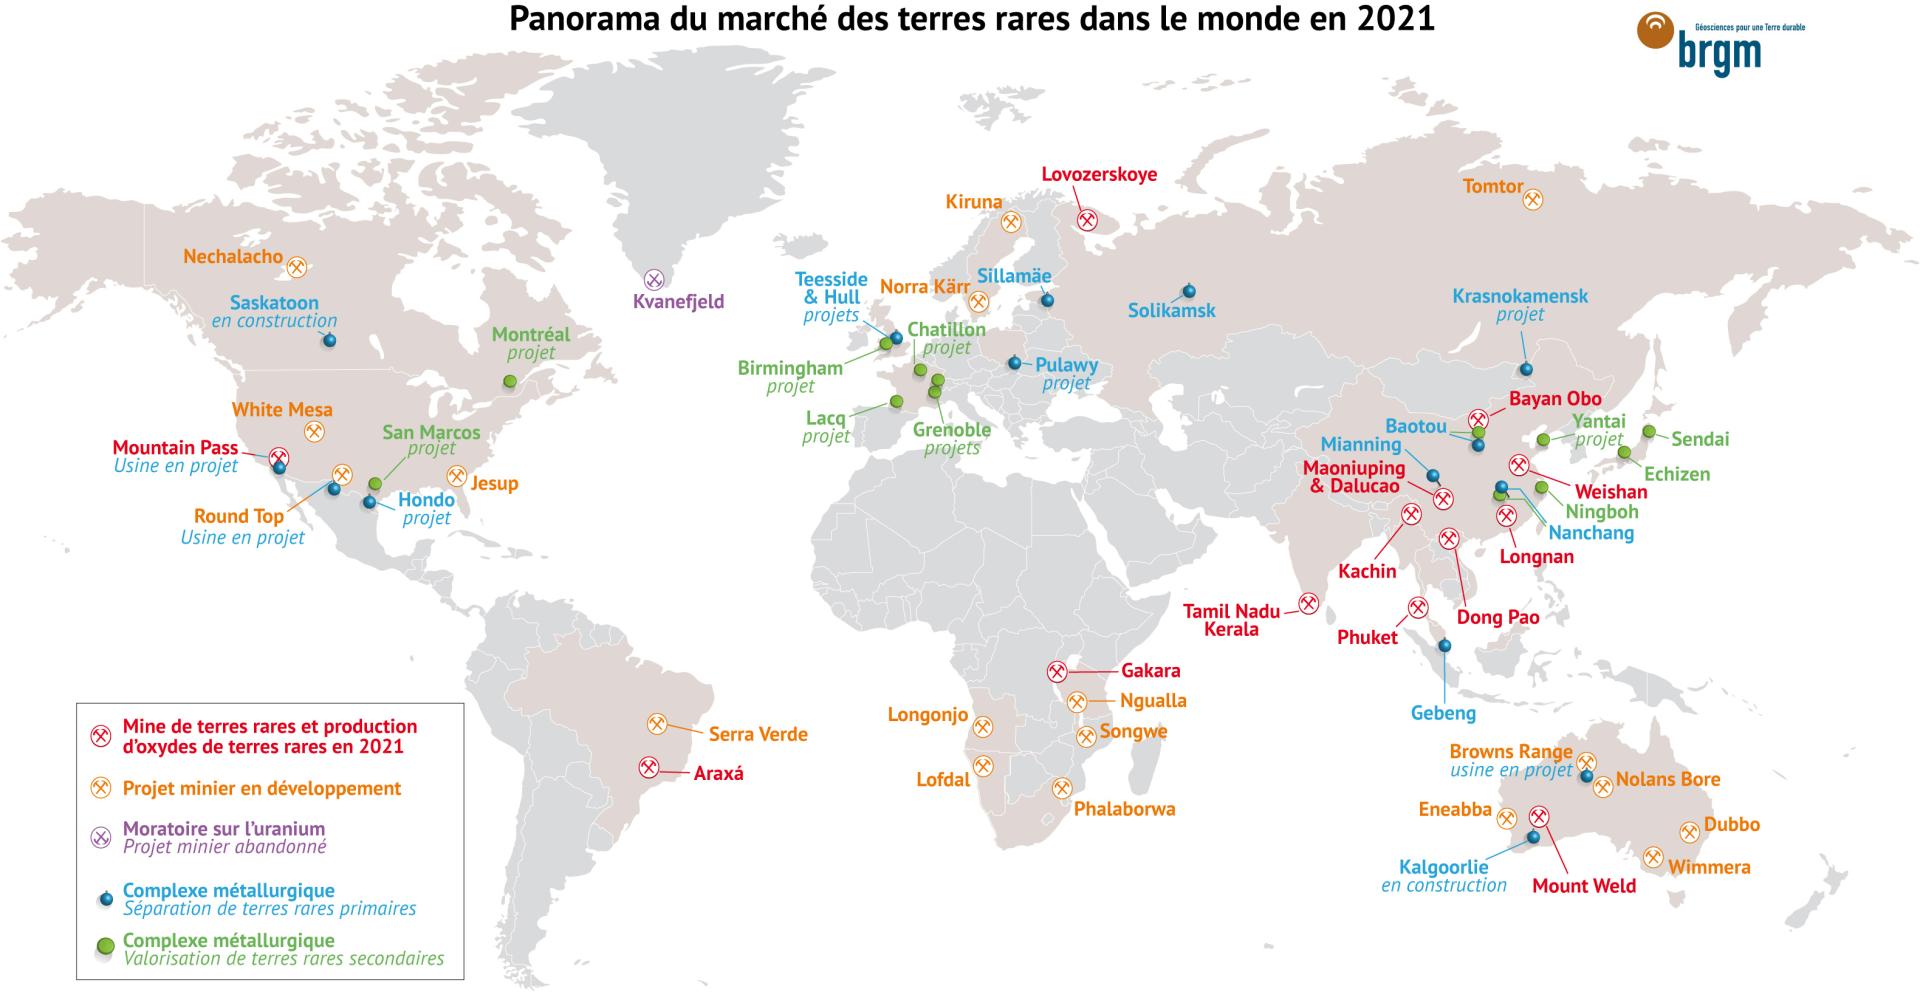 Panorama du marché des terres rares dans le monde en 2021
Géosciences pour une Terre durable
brgm
Lovozerskoye
Tomtor
Kiruna
Nechalacho
Saskatoon
en construction
Kvanefjeld
Teesside
& Hull
projets
Norra Kärr
Sillamäe
Solikamsk
Krasnokamensk
projet
Montréal
projet
Chatillon
projet
Birmingham
projet
Pulawy
projet
White Mesa
Bayan Obo
Lacq
projet
Grenoble
projets
San Marcos
projet
Baotou
Mianning
Yantai
projet
Sendai
Mountain Pass
Usine en projet
Maoniuping
& Dalucao
Echizen
Jesup
Hondo
projet
Weishan
Ningboh
Nanchang
Round Top
Usine en projet
Longnan
Kachin
Tamil Nadu
Kerala
Phuket
Dong Pao
Gakara
Ngualla
Longonjo
Songwe
Gebeng
Serra Verde
Araxá
Lofdal
Phalaborwa
Browns Range
usine en projet
Nolans Bore
Eneabba
Dubbo
Kalgoorlie
en construction
Wimmera
Mount Weld
Mine de terres rares et production
d'oxydes de terres rares en 2021
Projet minier en développement
Moratoire sur l'uranium
Projet minier abandonné
Complexe métallurgique
Séparation de terres rares primaires
Complexe métallurgique
Valorisation de terres rares secondaires